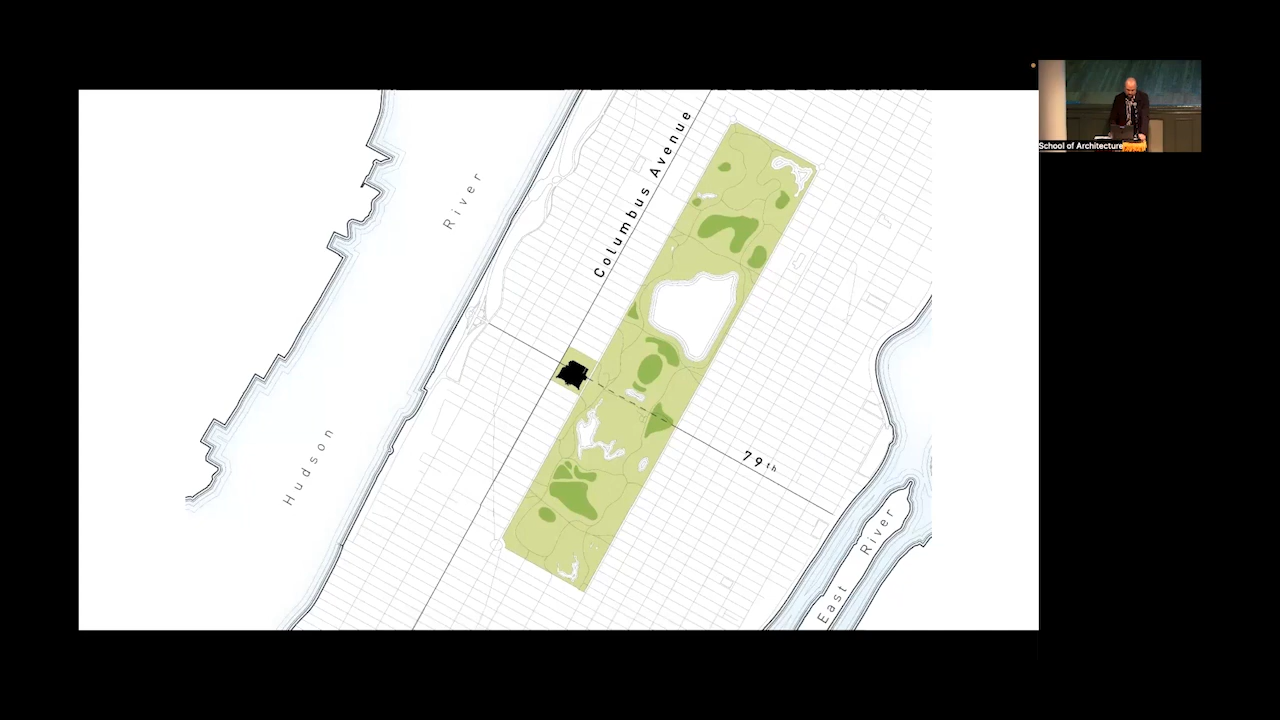 Columbus Avenue
Hudson River
79th
East River
School of Architecture